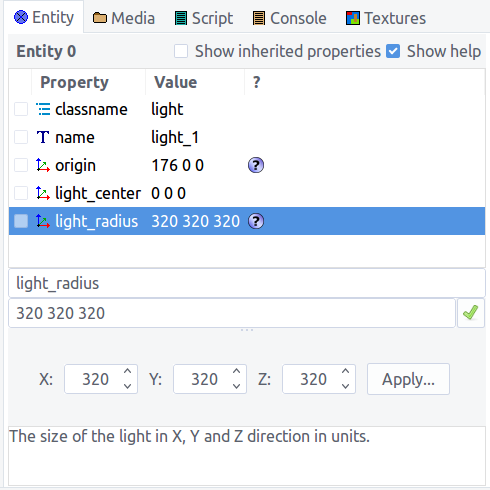 Entity Media Script Console Textures
Entity 0 Show inherited properties Show help
Property Value ?
classname light
name light_1
origin 176 0 0 ?
light_center 0 0 0
light_radius 320 320 320 ?
light_radius
320 320 320
X: 320 Y: 320 Z: 320 Apply...
The size of the light in X, Y and Z direction in units.